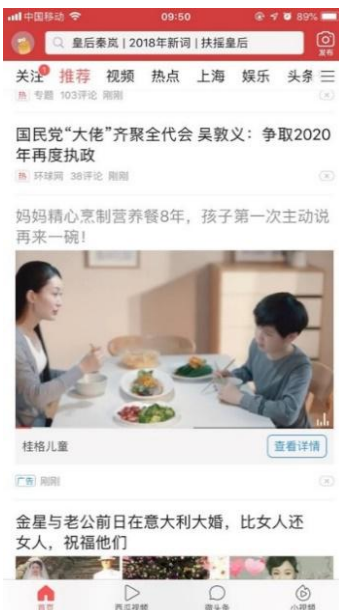 中国移动 09:50 89%
皇后秦岚 | 2018年新词 | 扶摇皇后
发布
关注 推荐 视频 热点 上海 娱乐 头条
热 专题 103评论 刚刚
国民党“大佬”齐聚全代会 吴敦义：争取2020
年再度执政
热 环球网 38评论 刚刚
妈妈精心烹制营养餐8年，孩子第一次主动说
再来一碗！
桂格儿童 查看详情
广告 刚刚
金星与老公前日在意大利大婚，比女人还
女人，祝福他们
首页 西瓜视频 微头条 小视频